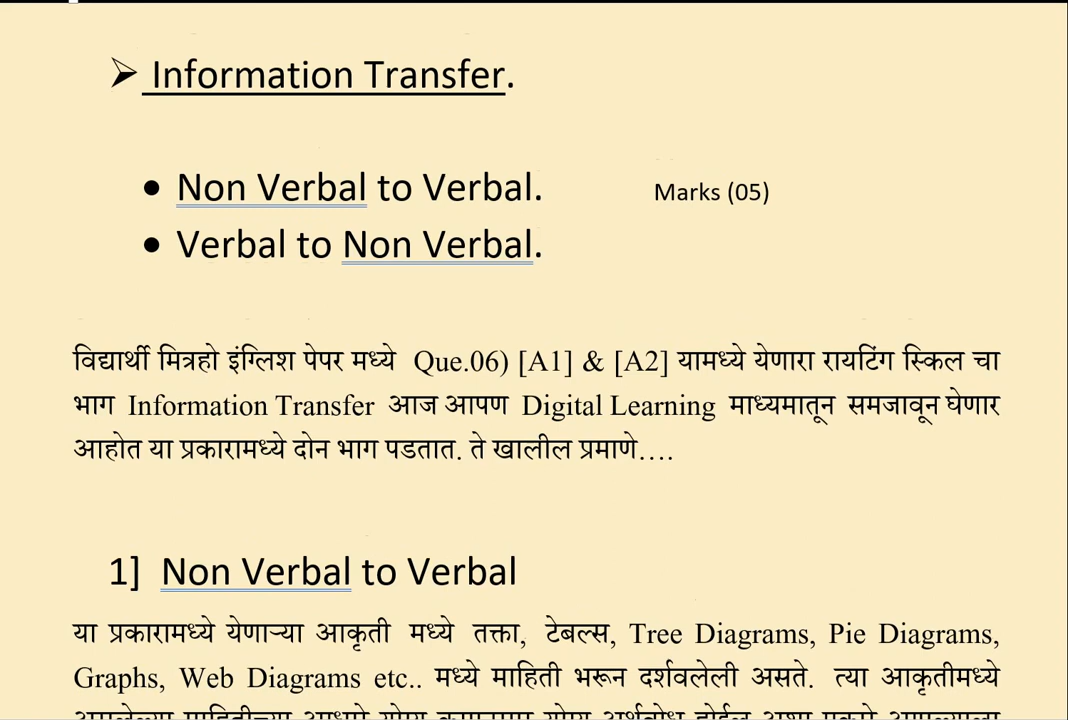 ➢ Information Transfer.
• Non Verbal to Verbal. Marks (05)
• Verbal to Non Verbal.
विद्यार्थी मित्रहो इंग्लिश पेपर मध्ये Que.06) [A1] & [A2] यामध्ये येणारा रायटिंग स्किल चा
भाग Information Transfer आज आपण Digital Learning माध्यमातून समजावून घेणार
आहोत या प्रकारामध्ये दोन भाग पडतात. ते खालील प्रमाणे....
1] Non Verbal to Verbal
या प्रकारामध्ये येणाऱ्या आकृती मध्ये तक्ता, टेबल्स, Tree Diagrams, Pie Diagrams,
Graphs, Web Diagrams etc.. मध्ये माहिती भरून दर्शवलेली असते. त्या आकृतीमध्ये